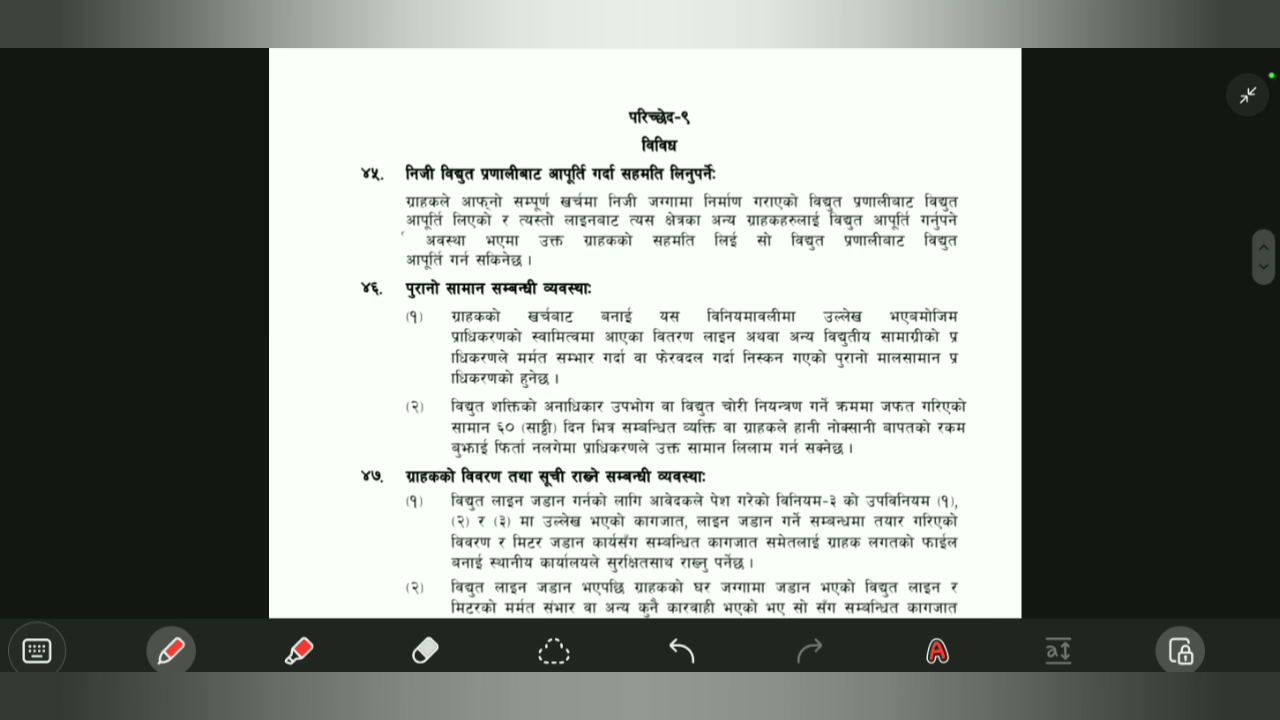 परिच्छेद-९
विविध
४५. निजी विद्युत प्रणालीबाट आपूर्ति गर्दा सहमति लिनुपर्नेः
ग्राहकले आफ्नो सम्पूर्ण खर्चमा निजी जग्गामा निर्माण गराएको विद्युत प्रणालीबाट विद्युत
आपूर्ति लिएको र त्यस्तो लाइनबाट त्यस क्षेत्रका अन्य ग्राहकहरुलाई विद्युत आपूर्ति गर्नुपने
अवस्था भएमा उक्त ग्राहकको सहमति लिई सो विद्युत प्रणालीबाट विद्युत
आपूर्ति गर्न सकिनेछ ।
४६. पुरानो सामान सम्बन्धी व्यवस्थाः
(१) ग्राहकको खर्चबाट बनाई यस विनियमावलीमा उल्लेख भएबमोजिम
प्राधिकरणको स्वामित्वमा आएका वितरण लाइन अथवा अन्य विद्युतीय सामाग्रीको प्र
ाधिकरणले मर्मत सम्भार गर्दा वा फेरवदल गर्दा निस्कन गएको पुरानो मालसामान प्र
ाधिकरणको हुनेछ ।
(२) विद्युत शक्तिको अनाधिकार उपभोग वा विद्युत चोरी नियन्त्रण गर्ने क्रममा जफत गरिएको
सामान ६० (साठ्ठी) दिन भित्र सम्बन्धित व्यक्ति वा ग्राहकले हानी नोक्सानी बापतको रकम
बुझाई फिर्ता नलगेमा प्राधिकरणले उक्त सामान लिलाम गर्न सक्नेछ ।
४७. ग्राहकको विवरण तथा सूची राख्ने सम्बन्धी व्यवस्थाः
(१) विद्युत लाइन जडान गर्नको लागि आवेदकले पेश गरेको विनियम-३ को उपविनियम (१),
(२) र (३) मा उल्लेख भएको कागजात, लाइन जडान गर्ने सम्बन्धमा तयार गरिएको
विवरण र मिटर जडान कार्यसँग सम्बन्धित कागजात समेतलाई ग्राहक लगतको फाईल
बनाई स्थानीय कार्यालयले सुरक्षितसाथ राख्नु पर्नेछ ।
(२) विद्युत लाइन जडान भएपछि ग्राहकको घर जग्गामा जडान भएको विद्युत लाइन र
मिटरको मर्मत संभार वा अन्य कुनै कारवाही भएको भए सो सँग सम्बन्धित कागजात
A
a